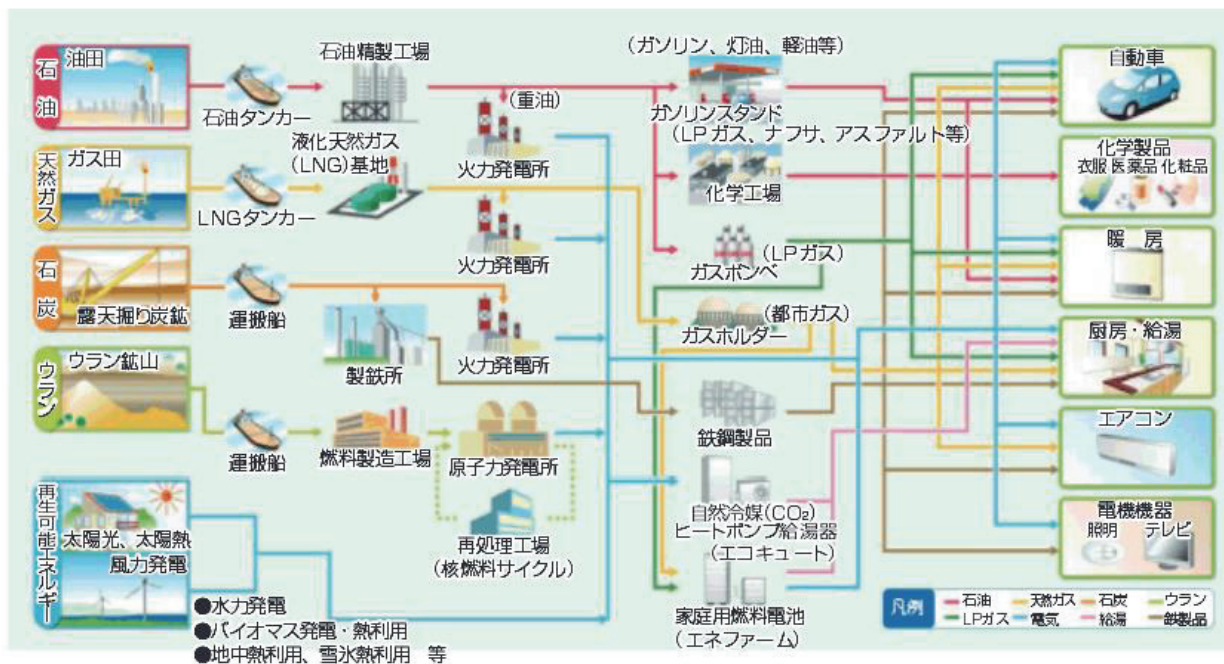 石油
油田
石油タンカー
石油精製工場
(重油)
火力発電所
(ガソリン、灯油、軽油等)
ガソリンスタンド
(LPガス、ナフサ、アスファルト等)
化学工場
ガスボンベ
(LPガス)
天然ガス
ガス田
LNGタンカー
液化天然ガス
(LNG)基地
火力発電所
ガスホルダー
(都市ガス)
石炭
露天掘り炭鉱
運搬船
製鉄所
火力発電所
鉄鋼製品
ウラン
ウラン鉱山
運搬船
燃料製造工場
原子力発電所
再処理工場
(核燃料サイクル)
再生可能エネルギー
太陽光、太陽熱
風力発電
●水力発電
●バイオマス発電・熱利用
●地中熱利用、雪氷熱利用 等
自然冷媒(CO₂)
ヒートポンプ給湯器
(エコキュート)
家庭用燃料電池
(エネファーム)
自動車
化学製品
衣服 医薬品 化粧品
暖房
厨房・給湯
エアコン
電機機器
照明 テレビ
凡例
石油 天然ガス 石炭 ウラン
LPガス 電気 給湯 鉄製品